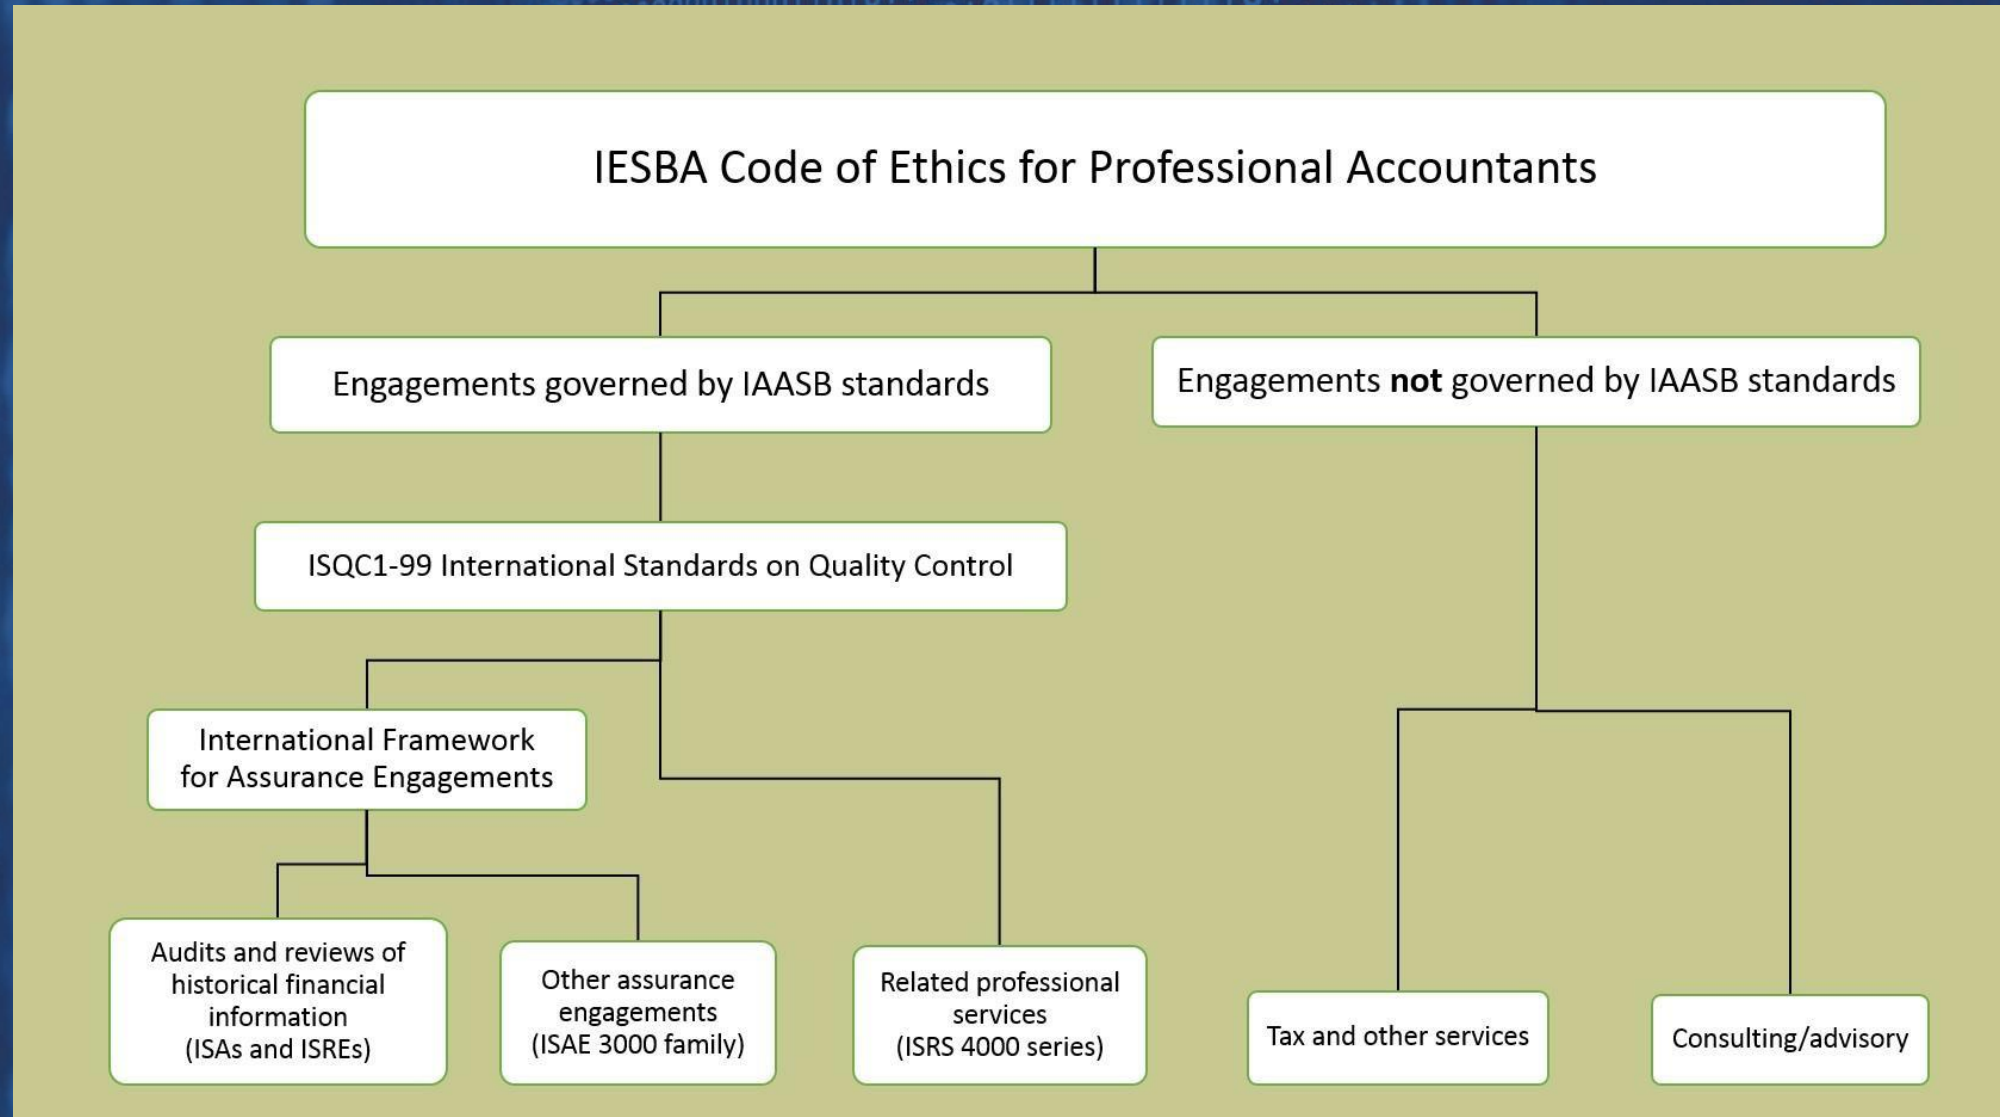 IESBA Code of Ethics for Professional Accountants
Engagements governed by IAASB standards
Engagements not governed by IAASB standards
ISQC1-99 International Standards on Quality Control
International Framework
for Assurance Engagements
Audits and reviews of
historical financial
information
(ISAs and ISREs)
Other assurance
engagements
(ISAE 3000 family)
Related professional
services
(ISRS 4000 series)
Tax and other services
Consulting/advisory